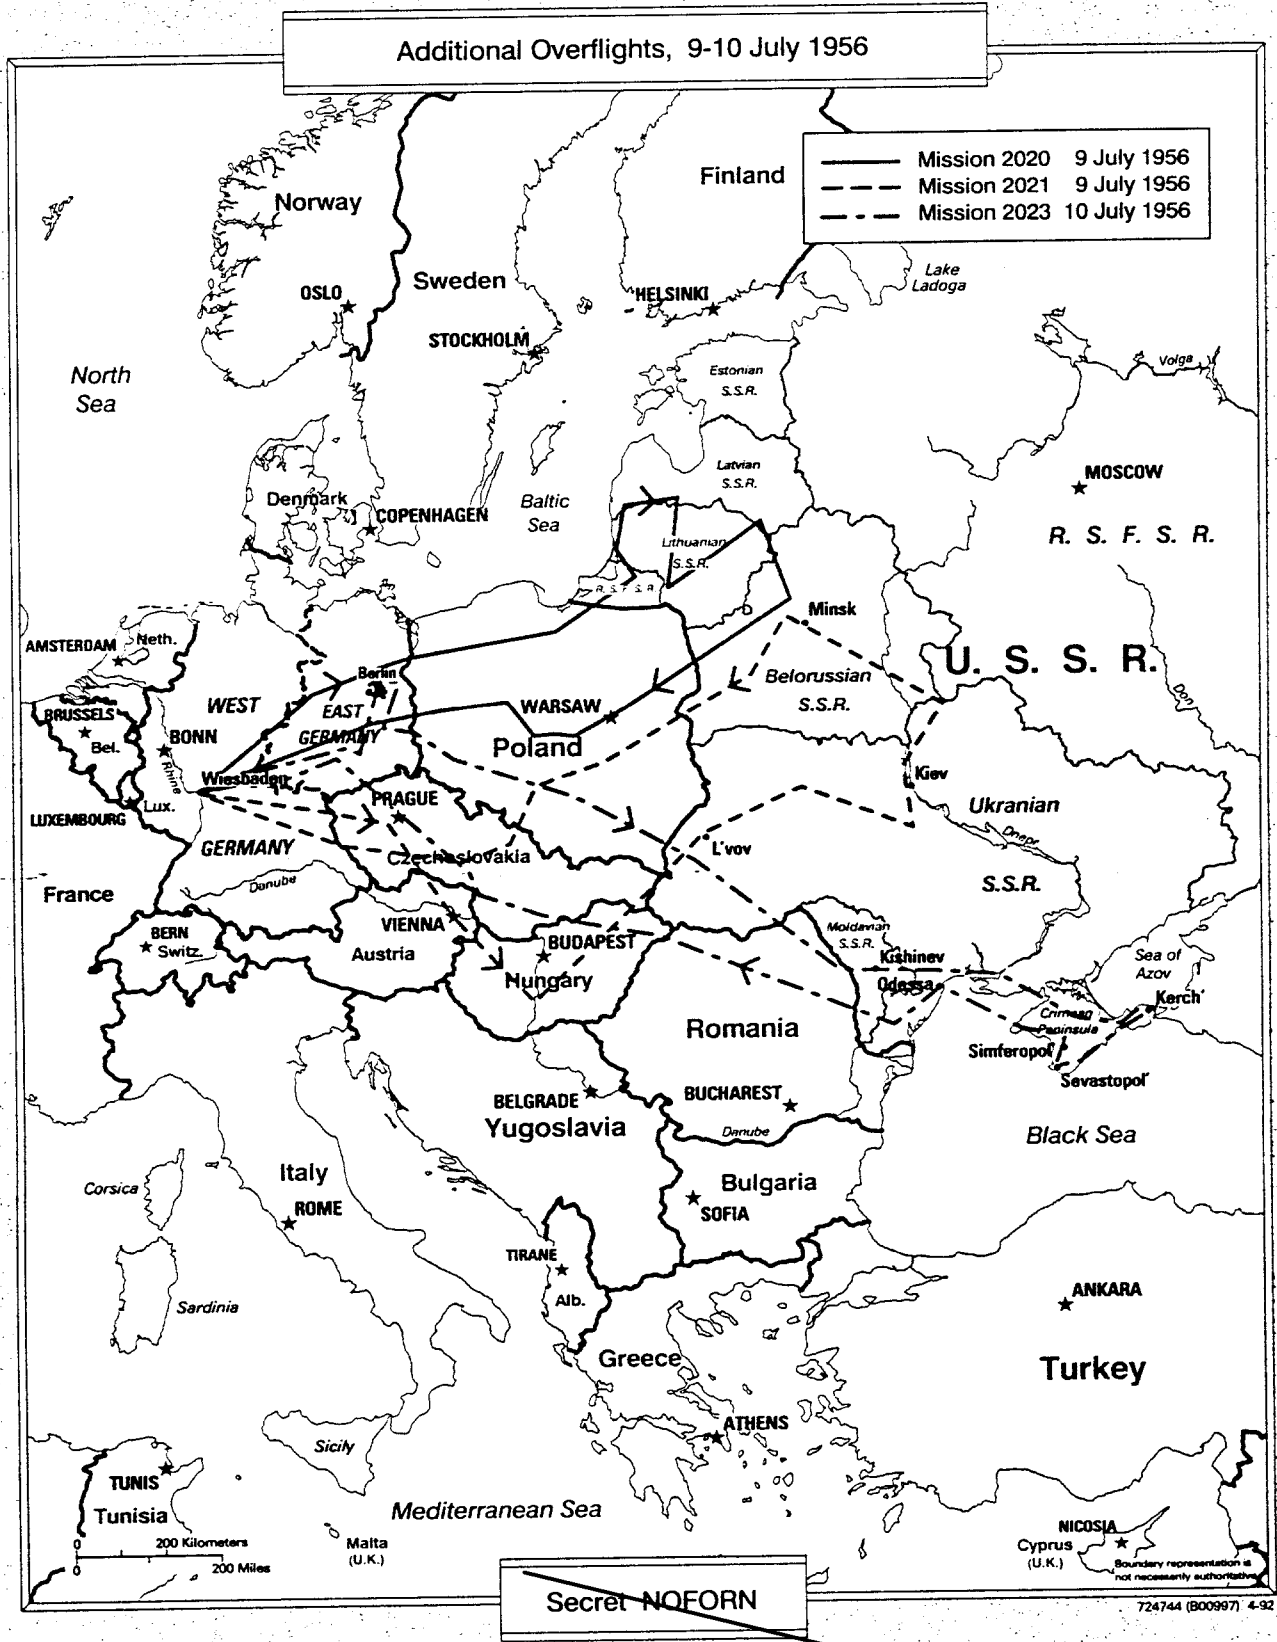 Additional Overflights, 9-10 July 1956
Mission 2020 9 July 1956
Mission 2021 9 July 1956
Mission 2023 10 July 1956
Finland
Norway
Lake
Ladoga
Sweden
OSLO
HELSINKI
STOCKHOLM
North
Sea
Volga
Estonian
S.S.R.
Latvian
S.S.R.
MOSCOW
Denmark
COPENHAGEN
Baltic
Sea
R. S. F. S. R.
Lithuanian
S.S.R.
R. S. F. S. R.
Minsk
AMSTERDAM
Neth.
U. S. S. R.
Berlin
Belorussian
S.S.R.
Don
WEST
EAST
GERMANY
WARSAW
Poland
BRUSSELS
Bel.
BONN
Rhine
Wiesbaden
Kiev
PRAGUE
Ukranian
LUXEMBOURG
Lux.
Dnepr
GERMANY
L'vov
Czechoslovakia
France
Danube
S.S.R.
VIENNA
Moldavian
S.S.R.
BERN
Switz.
Austria
BUDAPEST
Hungary
Kishinev
Odessa
Sea of
Azov
Kerch'
Crimean
Peninsula
Romania
Simferopol'
Sevastopol'
BELGRADE
Yugoslavia
BUCHAREST
Danube
Black Sea
Italy
Corsica
Bulgaria
ROME
SOFIA
TIRANE
Alb.
Sardinia
ANKARA
Greece
Turkey
ATHENS
Sicily
TUNIS
Tunisia
Mediterranean Sea
0 200 Kilometers
0 200 Miles
Malta
(U.K.)
NICOSIA
Cyprus
(U.K.)
Boundary representation is
not necessarily authoritative
Secret NOFORN
724744 (B00997) 4-92